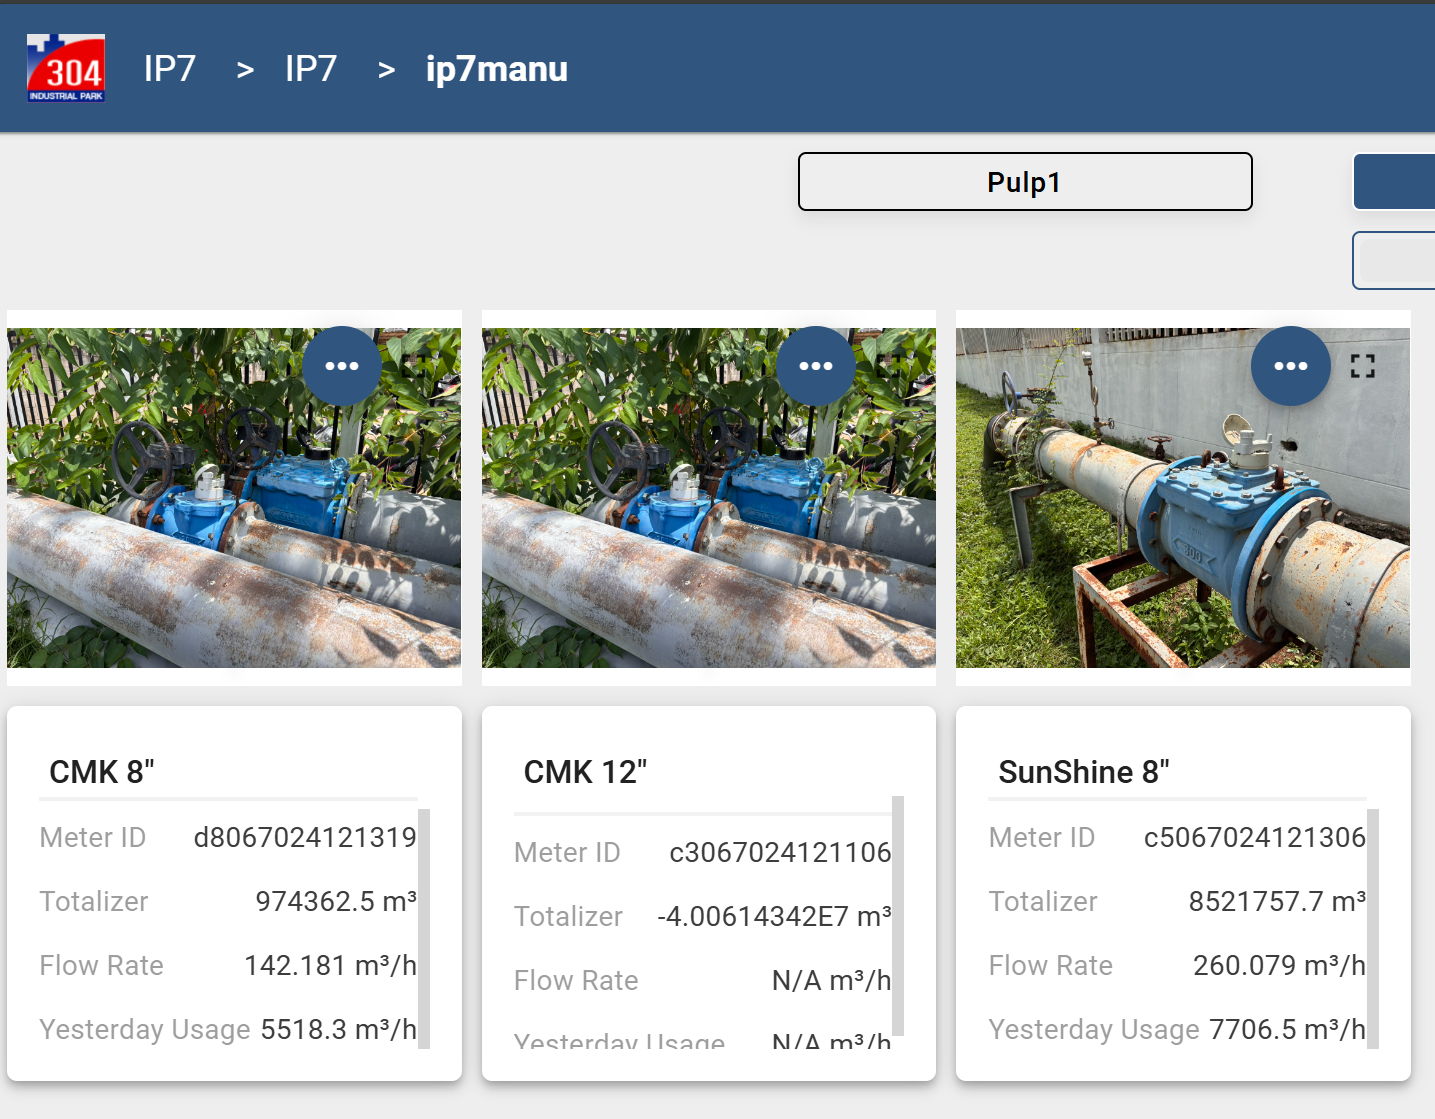 304
INDUSTRIAL PARK
IP7 > IP7 > ip7manu
Pulp1
300
CMK 8"
Meter ID d8067024121319
Totalizer 974362.5 m³
Flow Rate 142.181 m³/h
Yesterday Usage 5518.3 m³/h
CMK 12"
Meter ID c3067024121106
Totalizer -4.00614342E7 m³
Flow Rate N/A m³/h
Yesterday Usage N/A m³/h
SunShine 8"
Meter ID c5067024121306
Totalizer 8521757.7 m³
Flow Rate 260.079 m³/h
Yesterday Usage 7706.5 m³/h